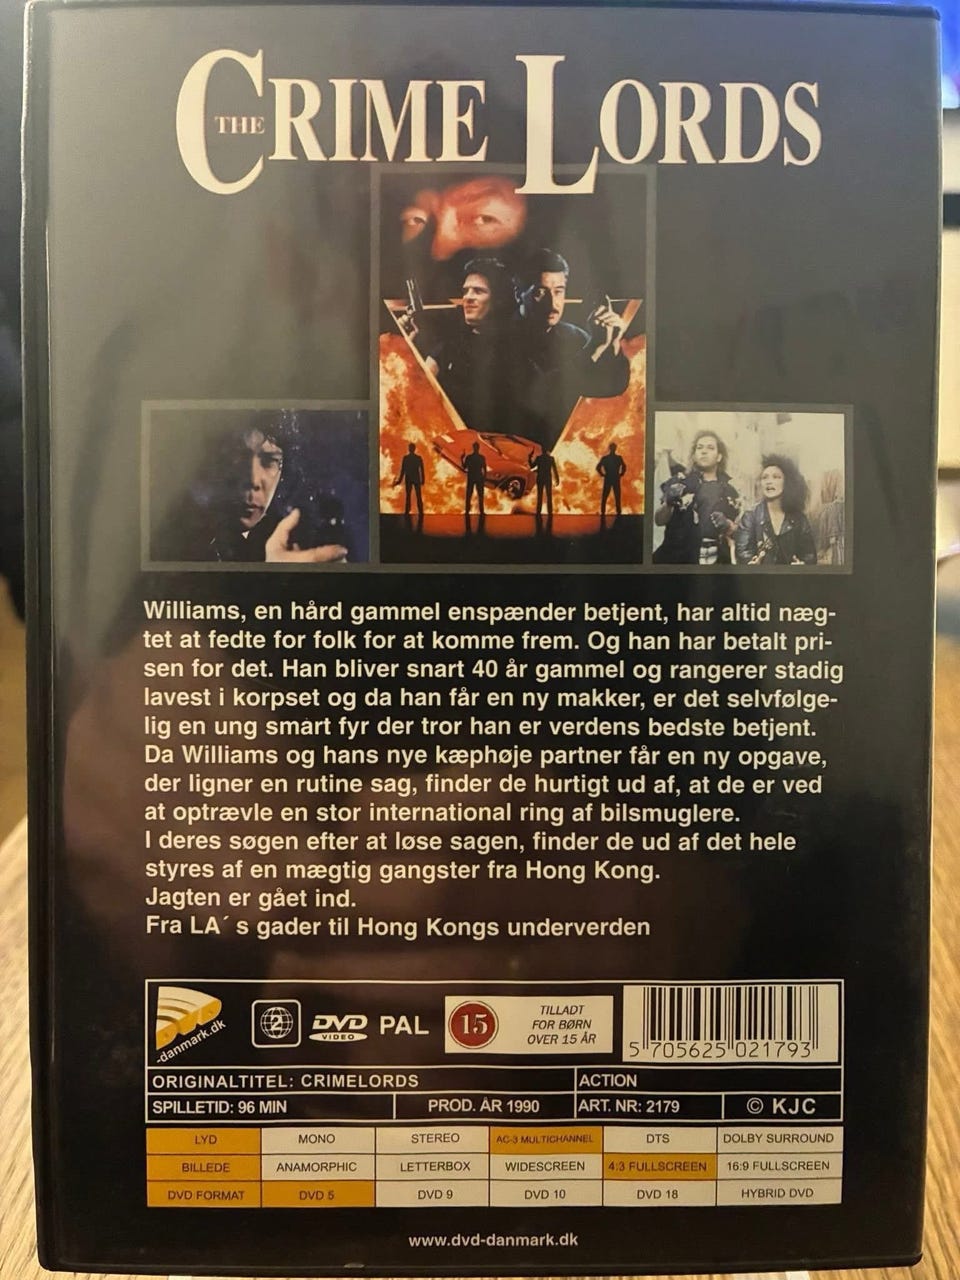 THE CRIME LORDS
Williams, en hård gammel enspænder betjent, har altid næg-
tet at fedte for folk for at komme frem. Og han har betalt pri-
sen for det. Han bliver snart 40 år gammel og rangerer stadig
lavest i korpset og da han får en ny makker, er det selvfølge-
lig en ung smart fyr der tror han er verdens bedste betjent.
Da Williams og hans nye kæphøje partner får en ny opgave,
der ligner en rutine sag, finder de hurtigt ud af, at de er ved
at optrævle en stor international ring af bilsmuglere.
I deres søgen efter at løse sagen, finder de ud af det hele
styres af en mægtig gangster fra Hong Kong.
Jagten er gået ind.
Fra LA´ s gader til Hong Kongs underverden
DVD
-danmark.dk
2
DVD
VIDEO
PAL
15
TILLADT
FOR BØRN
OVER 15 ÅR
5 705625 021793
ORIGINALTITEL: CRIMELORDS
ACTION
SPILLETID: 96 MIN
PROD. ÅR 1990
ART. NR: 2179
© KJC
LYD MONO STEREO AC-3 MULTICHANNEL DTS DOLBY SURROUND
BILLEDE ANAMORPHIC LETTERBOX WIDESCREEN 4:3 FULLSCREEN 16:9 FULLSCREEN
DVD FORMAT DVD 5 DVD 9 DVD 10 DVD 18 HYBRID DVD
www.dvd-danmark.dk